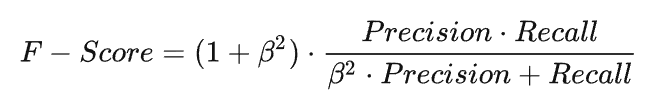 F − Score = (1 + β²) · Precision · Recall / β² · Precision + Recall